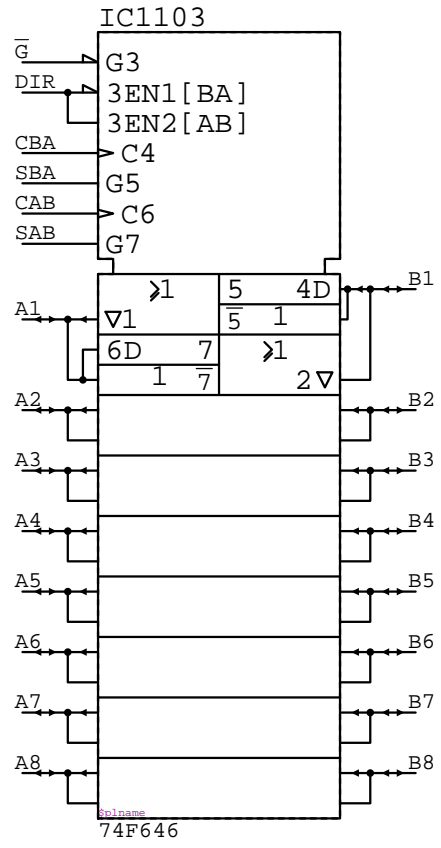 IC1103
G̅ G3
DIR 3EN1[BA]
3EN2[AB]
CBA C4
SBA G5
CAB C6
SAB G7
≥1 5 4D B1
A1 ▽1 5̅ 1
6D 7 ≥1
1 7̅ 2▽
A2 B2
A3 B3
A4 B4
A5 B5
A6 B6
A7 B7
A8 B8
$plname
74F646